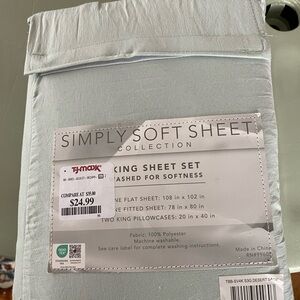 SIMPLY SOFT SHEET
COLLECTION
KING SHEET SET
WASHED FOR SOFTNESS
T.J.maxx
COMPARE AT
$24.99
ONE FLAT SHEET: 108 in x 102 in
ONE FITTED SHEET: 78 in x 80 in
TWO KING PILLOWCASES: 20 in x 40 in
Fabric: 100% Polyester
Machine washable
See care label for complete washing instructions.
Made in China